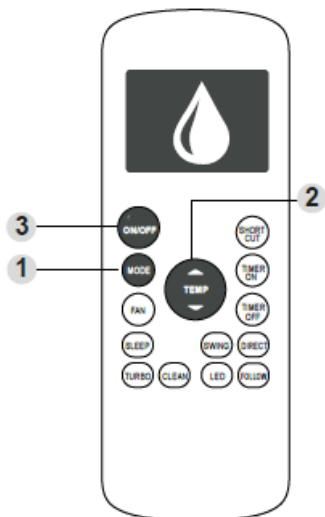 2
3
ON/OFF
SHORT
CUT
1
MODE
TEMP
TIMER
ON
FAN
TIMER
OFF
SLEEP
SWING
DIRECT
TURBO
CLEAN
LED
FOLLOW